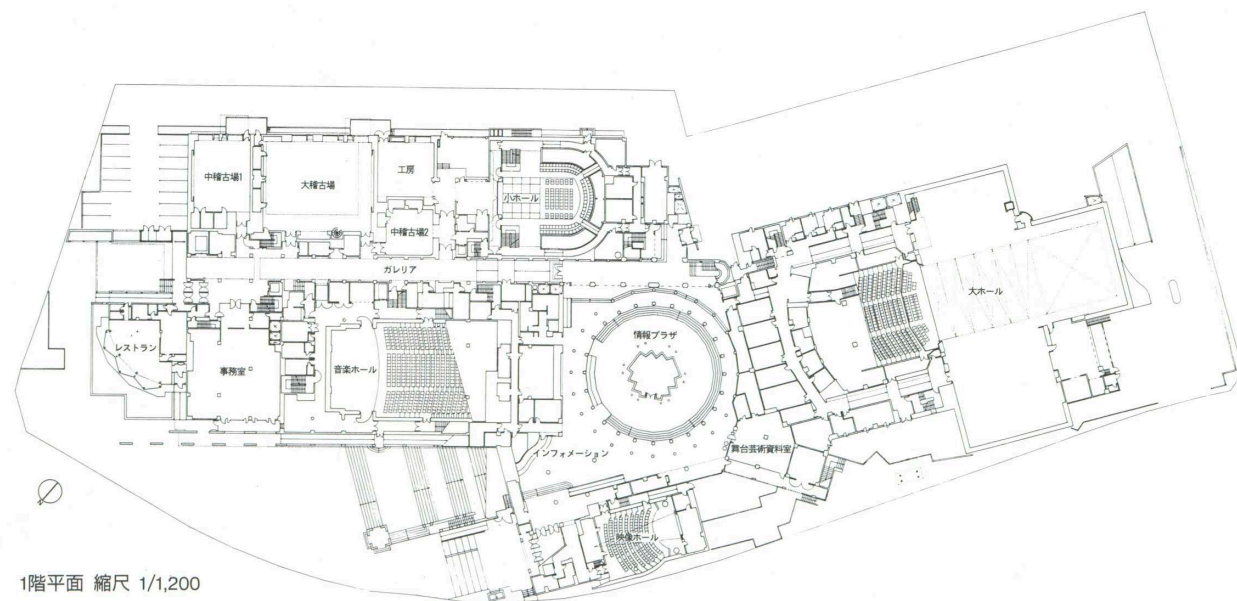 中稽古場1
大稽古場
工房
小ホール
中稽古場2
ガレリア
大ホール
情報プラザ
レストラン
事務室
音楽ホール
インフォメーション
舞台芸術資料室
映像ホール
1階平面 縮尺 1/1,200